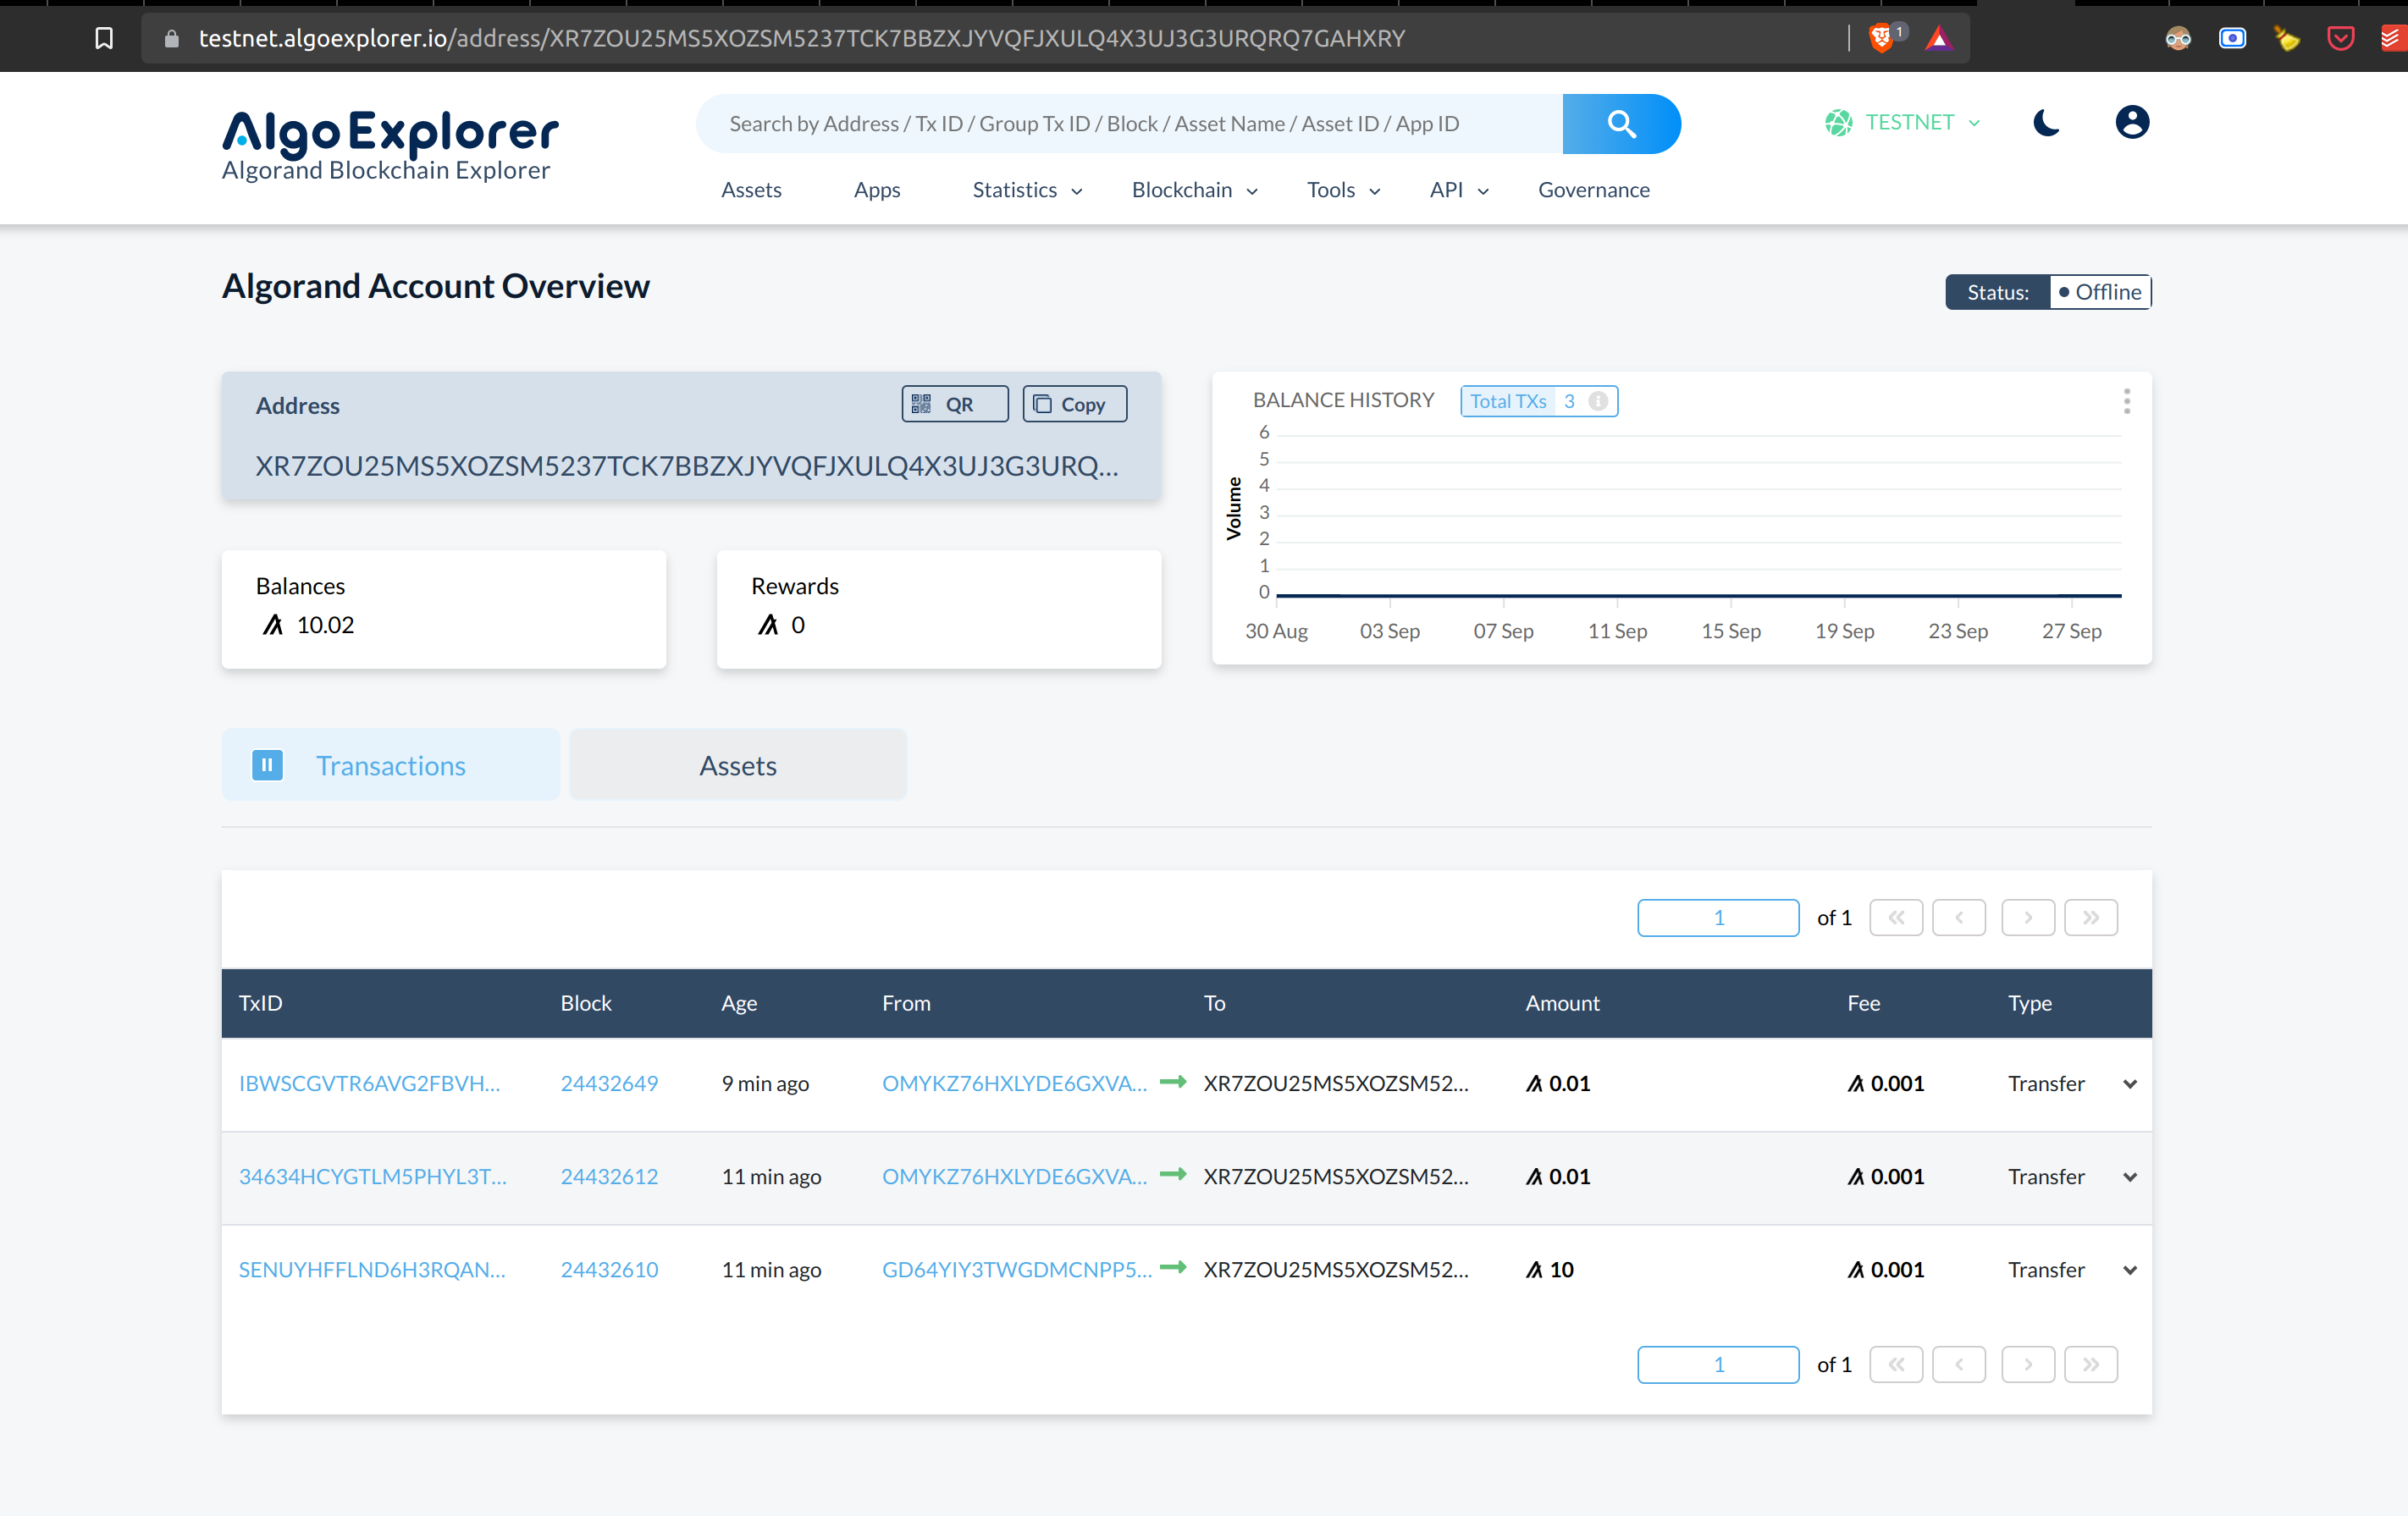 testnet.algoexplorer.io/address/XR7ZOU25MS5XOZSM5237TCK7BBZXJYVQFJXULQ4X3UJ3G3URQRQ7GAHXRY
1
AlgoExplorer
Algorand Blockchain Explorer
Search by Address / Tx ID / Group Tx ID / Block / Asset Name / Asset ID / App ID
TESTNET
Assets Apps Statistics Blockchain Tools API Governance
Algorand Account Overview
Status: Offline
Address QR Copy
XR7ZOU25MS5XOZSM5237TCK7BBZXJYVQFJXULQ4X3UJ3G3URQ...
Balances
10.02
Rewards
0
BALANCE HISTORY Total TXs 3
Volume
6
5
4
3
2
1
0
30 Aug 03 Sep 07 Sep 11 Sep 15 Sep 19 Sep 23 Sep 27 Sep
Transactions Assets
1 of 1
TxID Block Age From To Amount Fee Type
IBWSCGVTR6AVG2FBVH... 24432649 9 min ago OMYKZ76HXLYDE6GXVA... XR7ZOU25MS5XOZSM52... 0.01 0.001 Transfer
34634HCYGTLM5PHYL3T... 24432612 11 min ago OMYKZ76HXLYDE6GXVA... XR7ZOU25MS5XOZSM52... 0.01 0.001 Transfer
SENUYHFFLND6H3RQAN... 24432610 11 min ago GD64YIY3TWGDMCNPP5... XR7ZOU25MS5XOZSM52... 10 0.001 Transfer
1 of 1